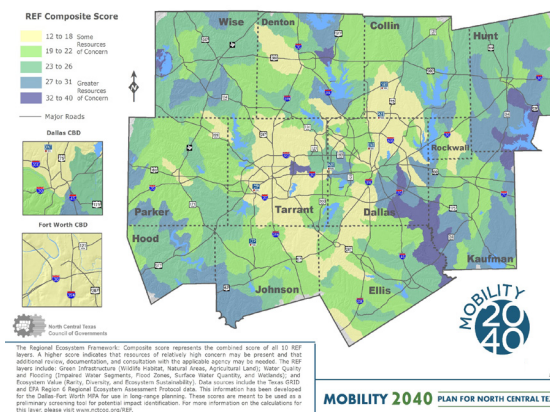 REF Composite Score
12 to 18 Some Resources of Concern
19 to 22
23 to 26
27 to 31 Greater Resources of Concern
32 to 40
Major Roads
N
Dallas CBD
Fort Worth CBD
Wise
Denton
Collin
Hunt
Rockwall
Parker
Tarrant
Dallas
Hood
Johnson
Ellis
Kaufman
North Central Texas
Council of Governments
MOBILITY
20
40
The Regional Ecosystem Framework: Composite score represents the combined score of all 10 REF
layers. A higher score indicates that resources of relatively high concern may be present and that
additional review, documentation, and consultation with the applicable agency may be needed. The REF
layers include: Green Infrastructure (Wildlife Habitat, Natural Areas, Agricultural Land); Water Quality
and Flooding (Impaired Water Segments, Flood Zones, Surface Water Quantity, and Wetlands); and
Ecosystem Value (Rarity, Diversity, and Ecosystem Sustainability). Data sources include the Texas GRID
and EPA Region 6 Regional Ecosystem Assessment Protocol data. This information has been developed
for the Dallas-Fort Worth MPA for use in long-range planning. These scores are meant to be used as a
preliminary screening tool for potential impact identification. For more information on the calculations for
this layer, please visit www.nctcog.org/REF.
MOBILITY 2040 PLAN FOR NORTH CENTRAL TE